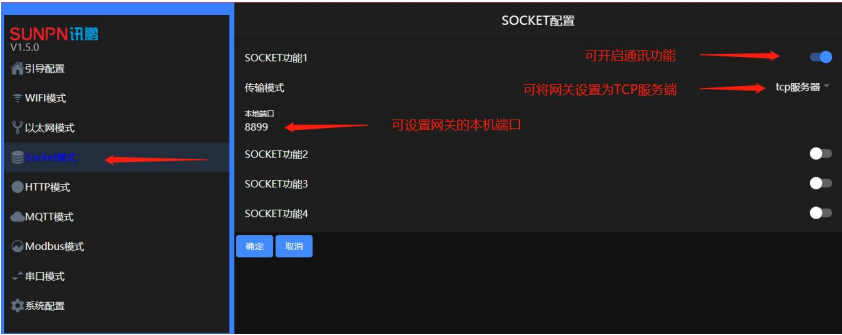 SUNPN讯鹏
V1.5.0
引导配置
WIFI模式
以太网模式
Socket模式
HTTP模式
MQTT模式
Modbus模式
串口模式
系统配置
SOCKET配置
SOCKET功能1 可开启通讯功能
传输模式 可将网关设置为TCP服务端 tcp服务器
本地端口
8899 可设置网关的本机端口
SOCKET功能2
SOCKET功能3
SOCKET功能4
确定 取消